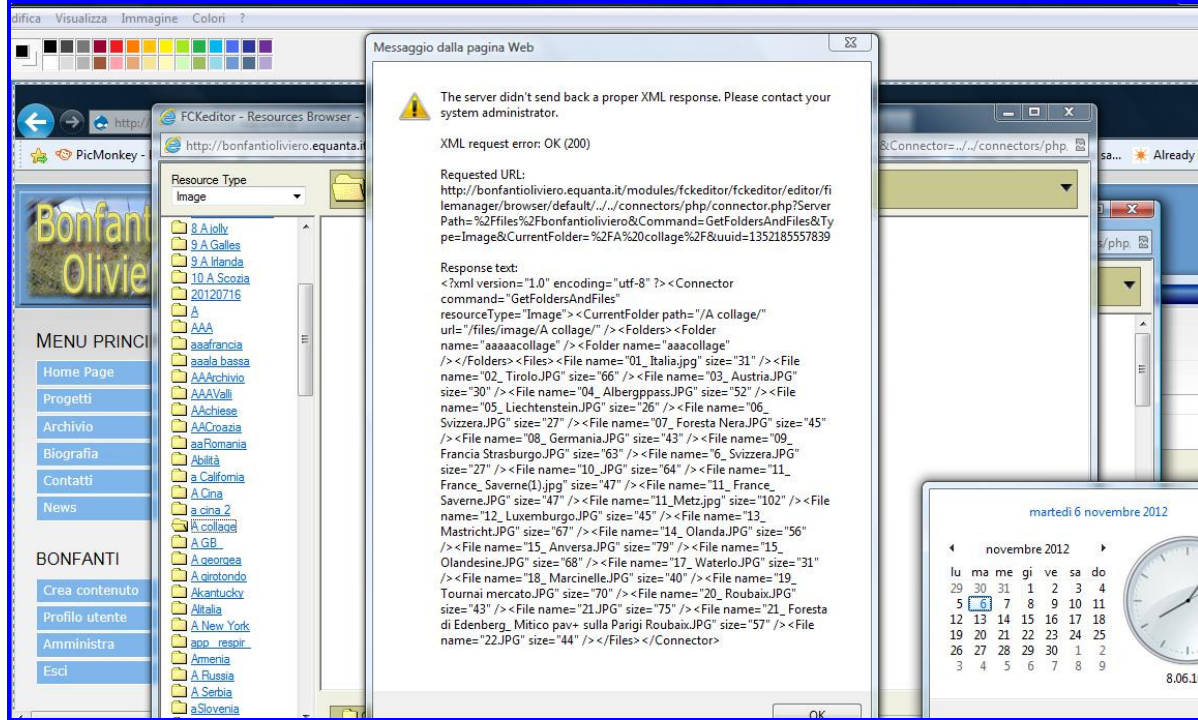 difica Visualizza Immagine Colori ?
Messaggio dalla pagina Web
The server didn't send back a proper XML response. Please contact your
system administrator.
XML request error: OK (200)
Requested URL:
http://bonfantioliviero.equanta.it/modules/fckeditor/fckeditor/editor/fi
lemanager/browser/default/../../connectors/php/connector.php?Server
Path=%2Ffiles%2Fbonfantioliviero&Command=GetFoldersAndFiles&Ty
pe=Image&CurrentFolder=%2FA%20collage%2F&uuid=1352185557839
Response text:
<?xml version="1.0" encoding="utf-8" ?><Connector
command="GetFoldersAndFiles"
resourceType="Image"><CurrentFolder path="/A collage/"
url="/files/image/A collage/" /><Folders><Folder
name="aaaaacollage" /><Folder name="aaacollage"
/></Folders><Files><File name="01_ Italia.jpg" size="31" /><File
name="02_ Tirolo.JPG" size="66" /><File name="03_ Austria.JPG"
size="30" /><File name="04_ Albergppass.JPG" size="52" /><File
name="05_ Liechtenstein.JPG" size="26" /><File name="06_
Svizzera.JPG" size="27" /><File name="07_ Foresta Nera.JPG" size="45"
/><File name="08_ Germania.JPG" size="43" /><File name="09_
Francia Strasburgo.JPG" size="63" /><File name="6_ Svizzera.JPG"
size="27" /><File name="10_.JPG" size="64" /><File name="11_
France_ Saverne(1).jpg" size="47" /><File name="11_ France_
Saverne.JPG" size="47" /><File name="11_Metz.jpg" size="102" /><File
name="12_ Luxemburgo.JPG" size="45" /><File name="13_
Mastricht.JPG" size="67" /><File name="14_ Olanda.JPG" size="56"
/><File name="15_ Anversa.JPG" size="79" /><File name="15_
Olandesine.JPG" size="68" /><File name="17_ Waterlo.JPG" size="31"
/><File name="18_ Marcinelle.JPG" size="40" /><File name="19_
Tournai mercato.JPG" size="70" /><File name="20_ Roubaix.JPG"
size="43" /><File name="21.JPG" size="75" /><File name="21_ Foresta
di Edenberg_ Mitico pav+ sulla Parigi Roubaix.JPG" size="57" /><File
name="22.JPG" size="44" /></Files></Connector>
OK
http:/
PicMonkey -
FCKeditor - Resources Browser -
http://bonfantioliviero.equanta.it
&Connector=../../connectors/php
sa... Already
s/php
Resource Type
Image
8 A jolly
9 A Galles
9 A Irlanda
10 A Scozia
20120716
A
AAA
aaafrancia
aaala bassa
AAArchivio
AAAValli
AAchiese
AACroazia
aaRomania
Abilità
a California
A Cina
a cina 2
A collage
A GB_
A georgea
A girotondo
Akantucky
Alitalia
A New York
app_ respir_
Armenia
A Russia
A Serbia
aSlovenia
Bonfant
Olivie
MENU PRINCI
Home Page
Progetti
Archivio
Biografia
Contatti
News
BONFANTI
Crea contenuto
Profilo utente
Amministra
Esci
martedì 6 novembre 2012
novembre 2012
lu ma me gi ve sa do
29 30 31 1 2 3 4
5 6 7 8 9 10 11
12 13 14 15 16 17 18
19 20 21 22 23 24 25
26 27 28 29 30 1 2
3 4 5 6 7 8 9
8.06.1